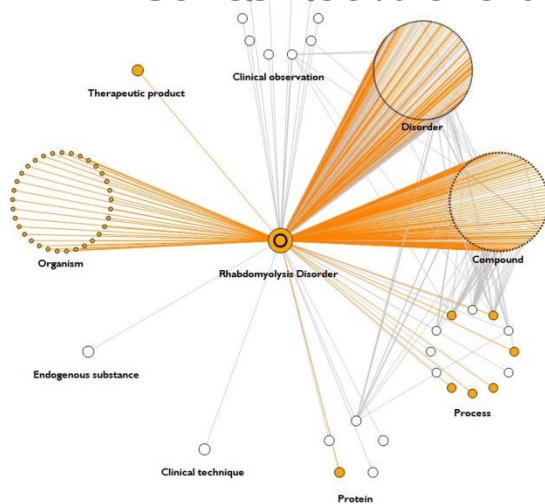 Clinical observation
Therapeutic product
Disorder
Organism
Compound
Rhabdomyolysis Disorder
Endogenous substance
Process
Clinical technique
Protein